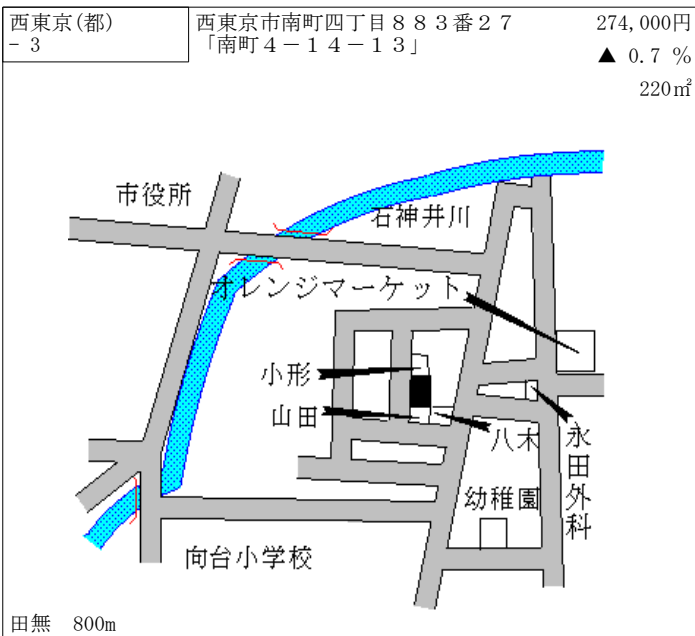 西東京(都)
- 3
西東京市南町四丁目８８３番２７
「南町４－１４－１３」
274,000円
▲ 0.7 %
220㎡
市役所
石神井川
オレンジマーケット
小形
山田
八木
永田外科
幼稚園
向台小学校
田無 800m